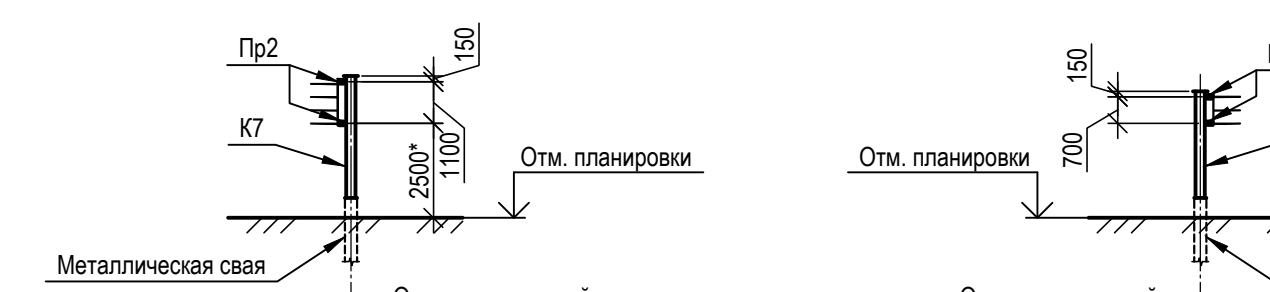 Пр2
150
К7
2500*
1100
Отм. планировки
Металлическая свая
150
700
Отм. планировки